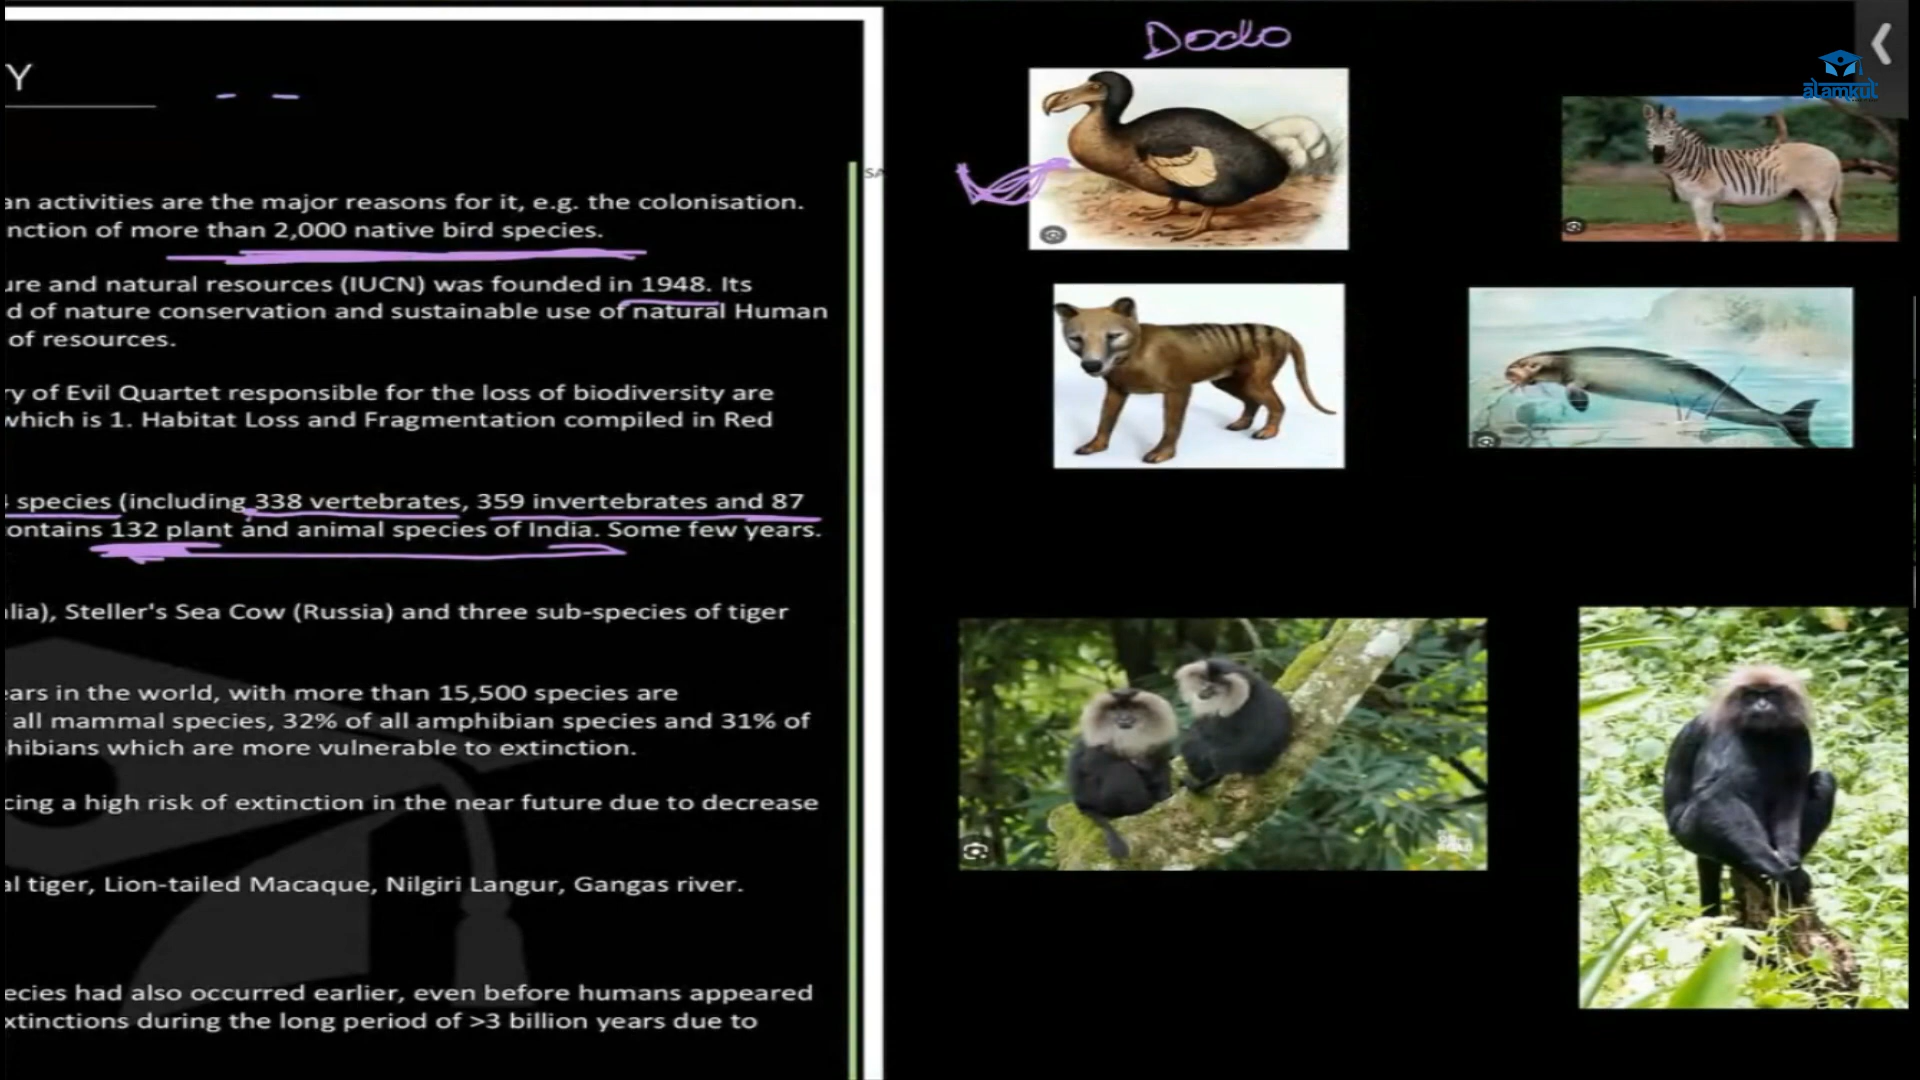 Y
an activities are the major reasons for it, e.g. the colonisation.
nction of more than 2,000 native bird species.
ure and natural resources (IUCN) was founded in 1948. Its
d of nature conservation and sustainable use of natural Human
of resources.
ry of Evil Quartet responsible for the loss of biodiversity are
which is 1. Habitat Loss and Fragmentation compiled in Red
species (including 338 vertebrates, 359 invertebrates and 87
ontains 132 plant and animal species of India. Some few years.
lia), Steller's Sea Cow (Russia) and three sub-species of tiger
ears in the world, with more than 15,500 species are
all mammal species, 32% of all amphibian species and 31% of
hibians which are more vulnerable to extinction.
cing a high risk of extinction in the near future due to decrease
al tiger, Lion-tailed Macaque, Nilgiri Langur, Gangas river.
ecies had also occurred earlier, even before humans appeared
xtinctions during the long period of >3 billion years due to
SA
Dodo
alamkut